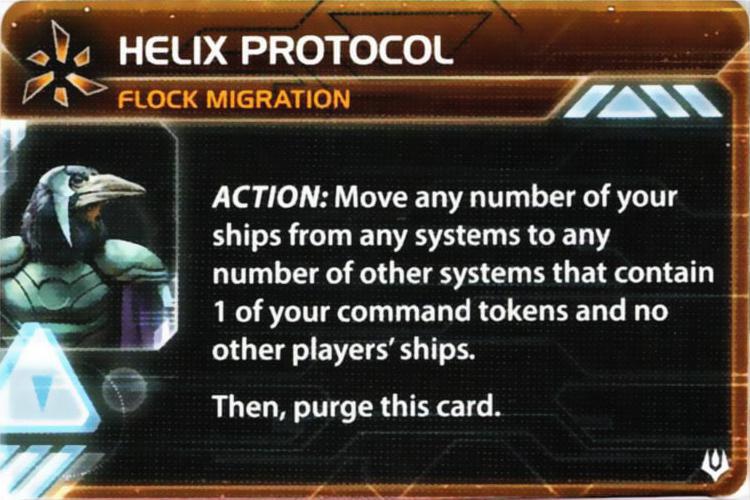 HELIX PROTOCOL
FLOCK MIGRATION
ACTION: Move any number of your
ships from any systems to any
number of other systems that contain
1 of your command tokens and no
other players' ships.
Then, purge this card.